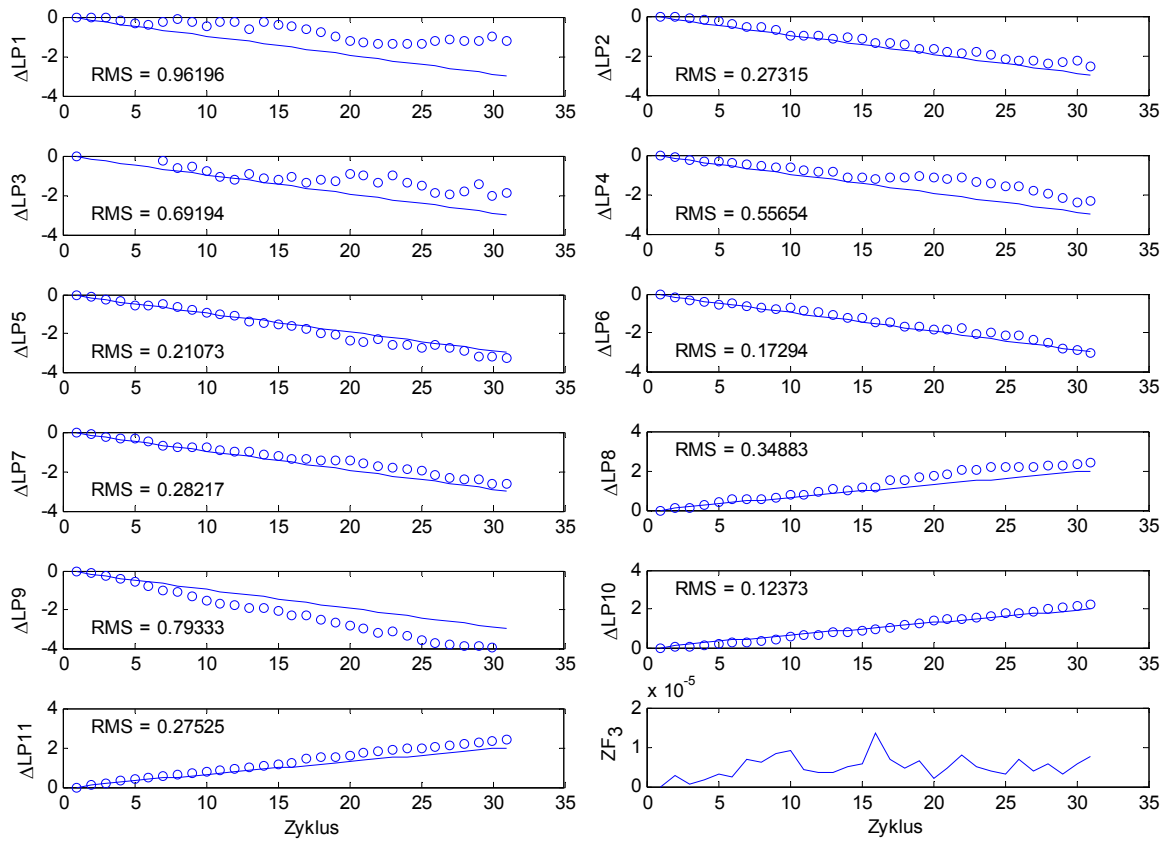 0
-2
-4
ΔLP1
RMS = 0.96196
0 5 10 15 20 25 30 35
0
-2
-4
ΔLP2
RMS = 0.27315
0 5 10 15 20 25 30 35
0
-2
-4
ΔLP3
RMS = 0.69194
0 5 10 15 20 25 30 35
0
-2
-4
ΔLP4
RMS = 0.55654
0 5 10 15 20 25 30 35
0
-2
-4
ΔLP5
RMS = 0.21073
0 5 10 15 20 25 30 35
0
-2
-4
ΔLP6
RMS = 0.17294
0 5 10 15 20 25 30 35
0
-2
-4
ΔLP7
RMS = 0.28217
0 5 10 15 20 25 30 35
4
2
0
ΔLP8
RMS = 0.34883
0 5 10 15 20 25 30 35
0
-2
-4
ΔLP9
RMS = 0.79333
0 5 10 15 20 25 30 35
4
2
0
ΔLP10
RMS = 0.12373
0 5 10 15 20 25 30 35
4
2
0
ΔLP11
RMS = 0.27525
0 5 10 15 20 25 30 35
Zyklus
x 10⁻⁵
2
1
0
ZF₃
0 5 10 15 20 25 30 35
Zyklus